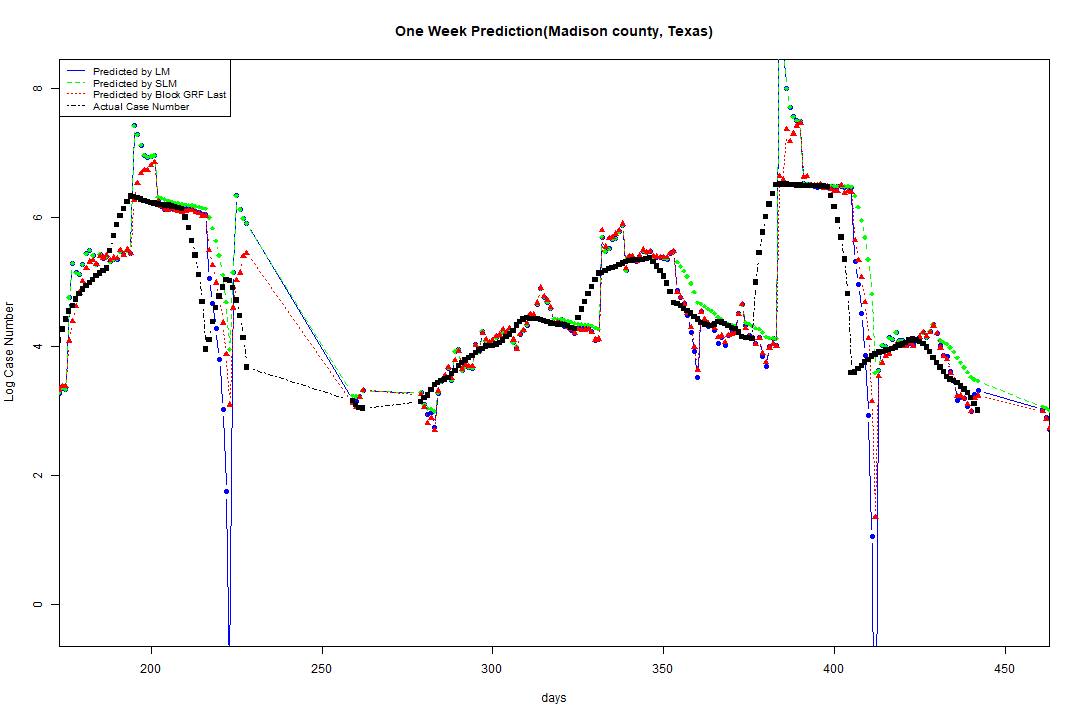 One Week Prediction(Madison county, Texas)
Predicted by LM
Predicted by SLM
Predicted by Block GRF Last
Actual Case Number
8
6
4
2
0
Log Case Number
200 250 300 350 400 450
days